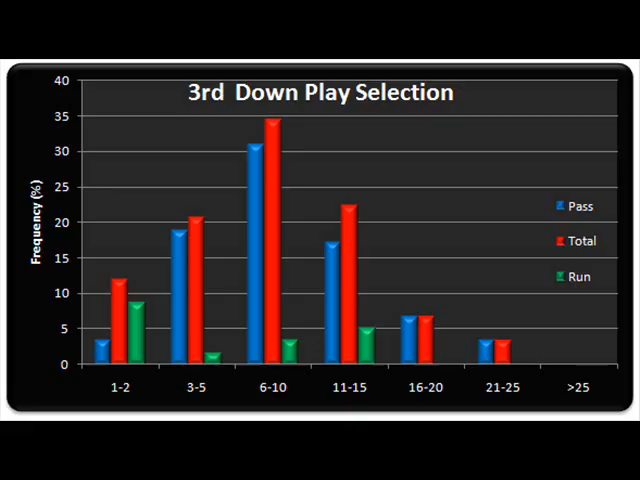 3rd Down Play Selection
40
35
30
25
20
15
10
5
0
Frequency (%)
Pass
Total
Run
1-2 3-5 6-10 11-15 16-20 21-25 >25